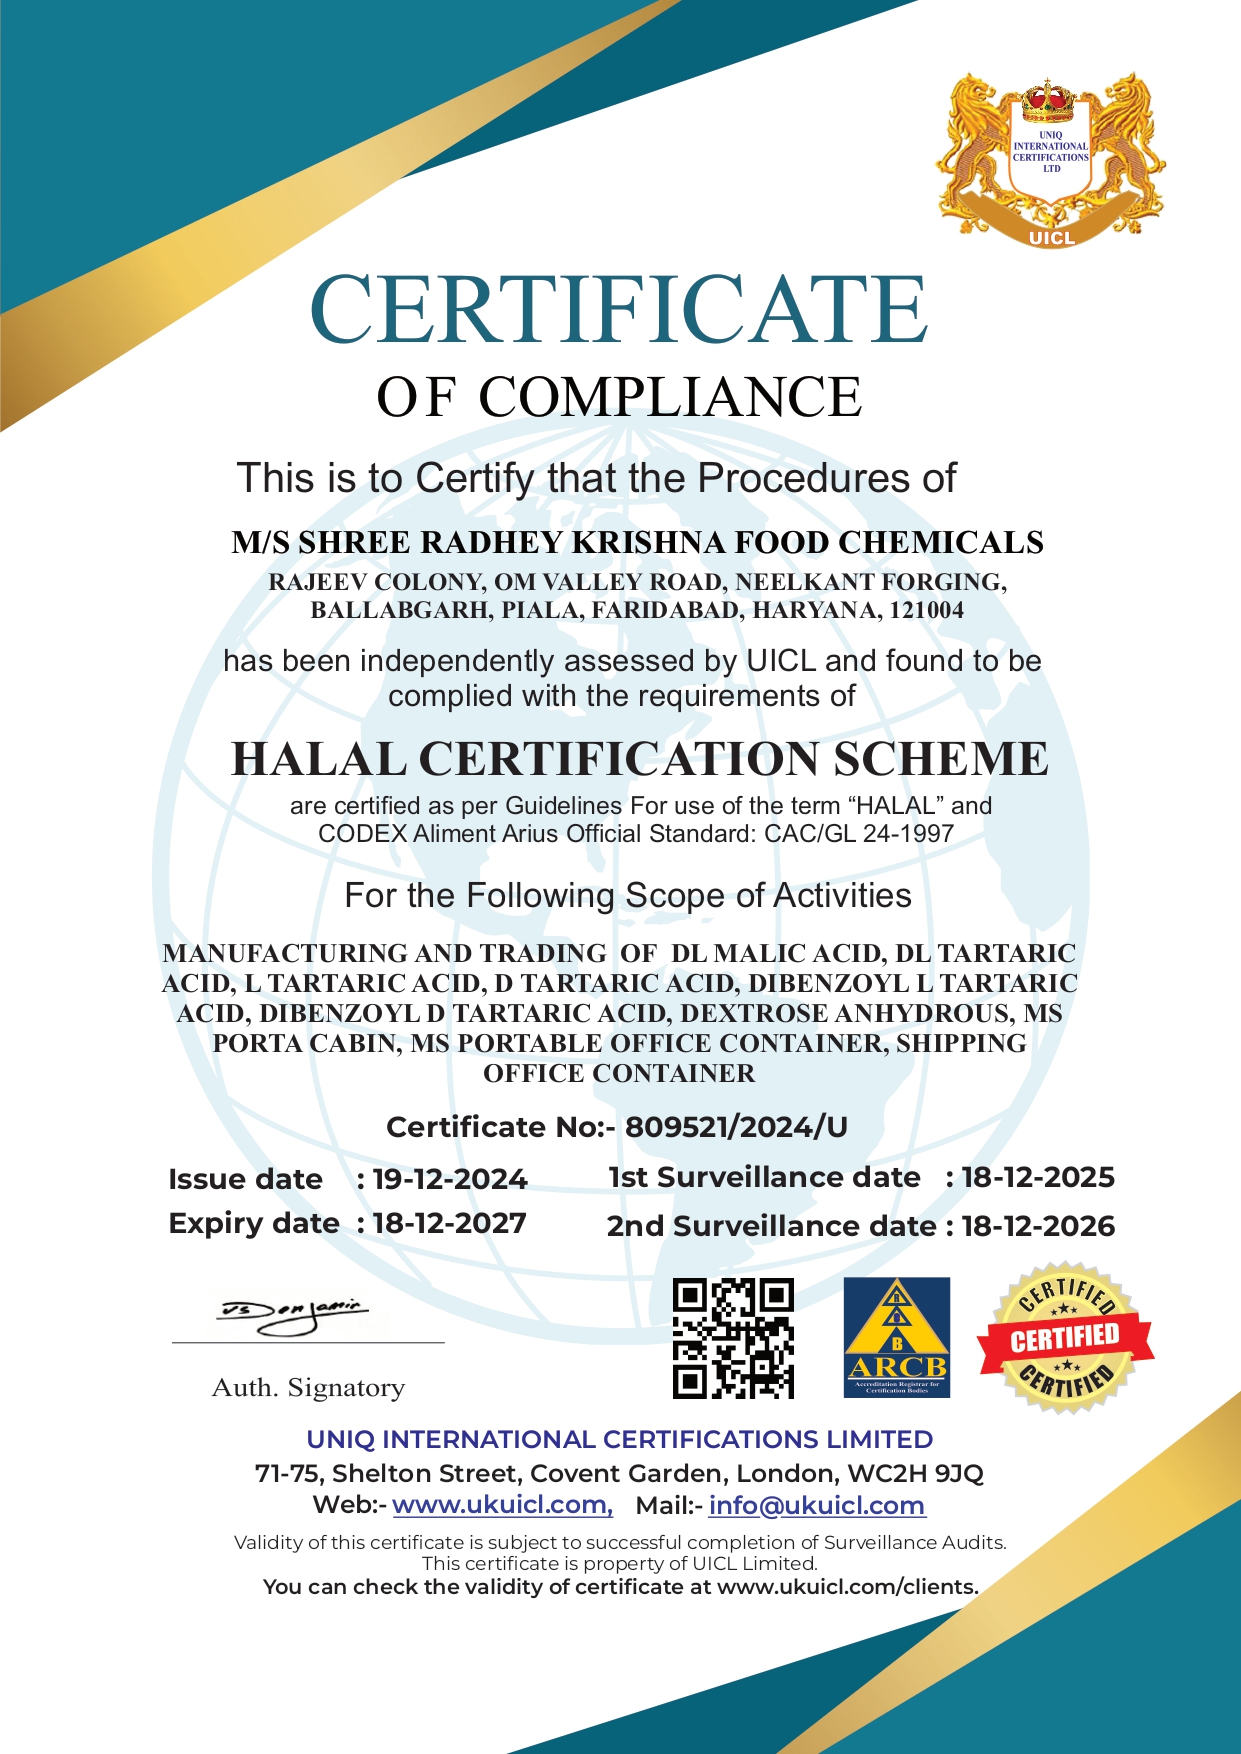 UNIQ
INTERNATIONAL
CERTIFICATIONS
LTD
UICL
CERTIFICATE
OF COMPLIANCE
This is to Certify that the Procedures of
M/S SHREE RADHEY KRISHNA FOOD CHEMICALS
RAJEEV COLONY, OM VALLEY ROAD, NEELKANT FORGING,
BALLABGARH, PIALA, FARIDABAD, HARYANA, 121004
has been independently assessed by UICL and found to be
complied with the requirements of
HALAL CERTIFICATION SCHEME
are certified as per Guidelines For use of the term “HALAL” and
CODEX Aliment Arius Official Standard: CAC/GL 24-1997
For the Following Scope of Activities
MANUFACTURING AND TRADING OF DL MALIC ACID, DL TARTARIC
ACID, L TARTARIC ACID, D TARTARIC ACID, DIBENZOYL L TARTARIC
ACID, DIBENZOYL D TARTARIC ACID, DEXTROSE ANHYDROUS, MS
PORTA CABIN, MS PORTABLE OFFICE CONTAINER, SHIPPING
OFFICE CONTAINER
Certificate No:- 809521/2024/U
Issue date : 19-12-2024
1st Surveillance date : 18-12-2025
Expiry date : 18-12-2027
2nd Surveillance date : 18-12-2026
vs Benjamin
Auth. Signatory
B
ARCB
Accreditation Registrar for
Certification Bodies
CERTIFIED
CERTIFIED
CERTIFIED
UNIQ INTERNATIONAL CERTIFICATIONS LIMITED
71-75, Shelton Street, Covent Garden, London, WC2H 9JQ
Web:- www.ukuicl.com, Mail:- info@ukuicl.com
Validity of this certificate is subject to successful completion of Surveillance Audits.
This certificate is property of UICL Limited.
You can check the validity of certificate at www.ukuicl.com/clients.